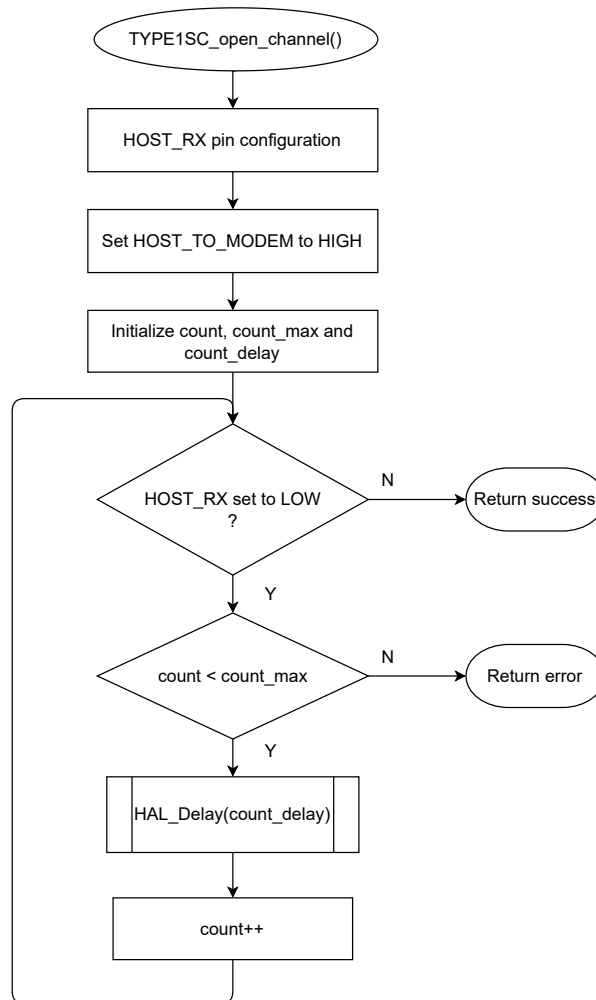 TYPE1SC_open_channel()
HOST_RX pin configuration
Set HOST_TO_MODEM to HIGH
Initialize count, count_max and
count_delay
HOST_RX set to LOW
?
N
Return success
Y
count < count_max
N
Return error
Y
HAL_Delay(count_delay)
count++